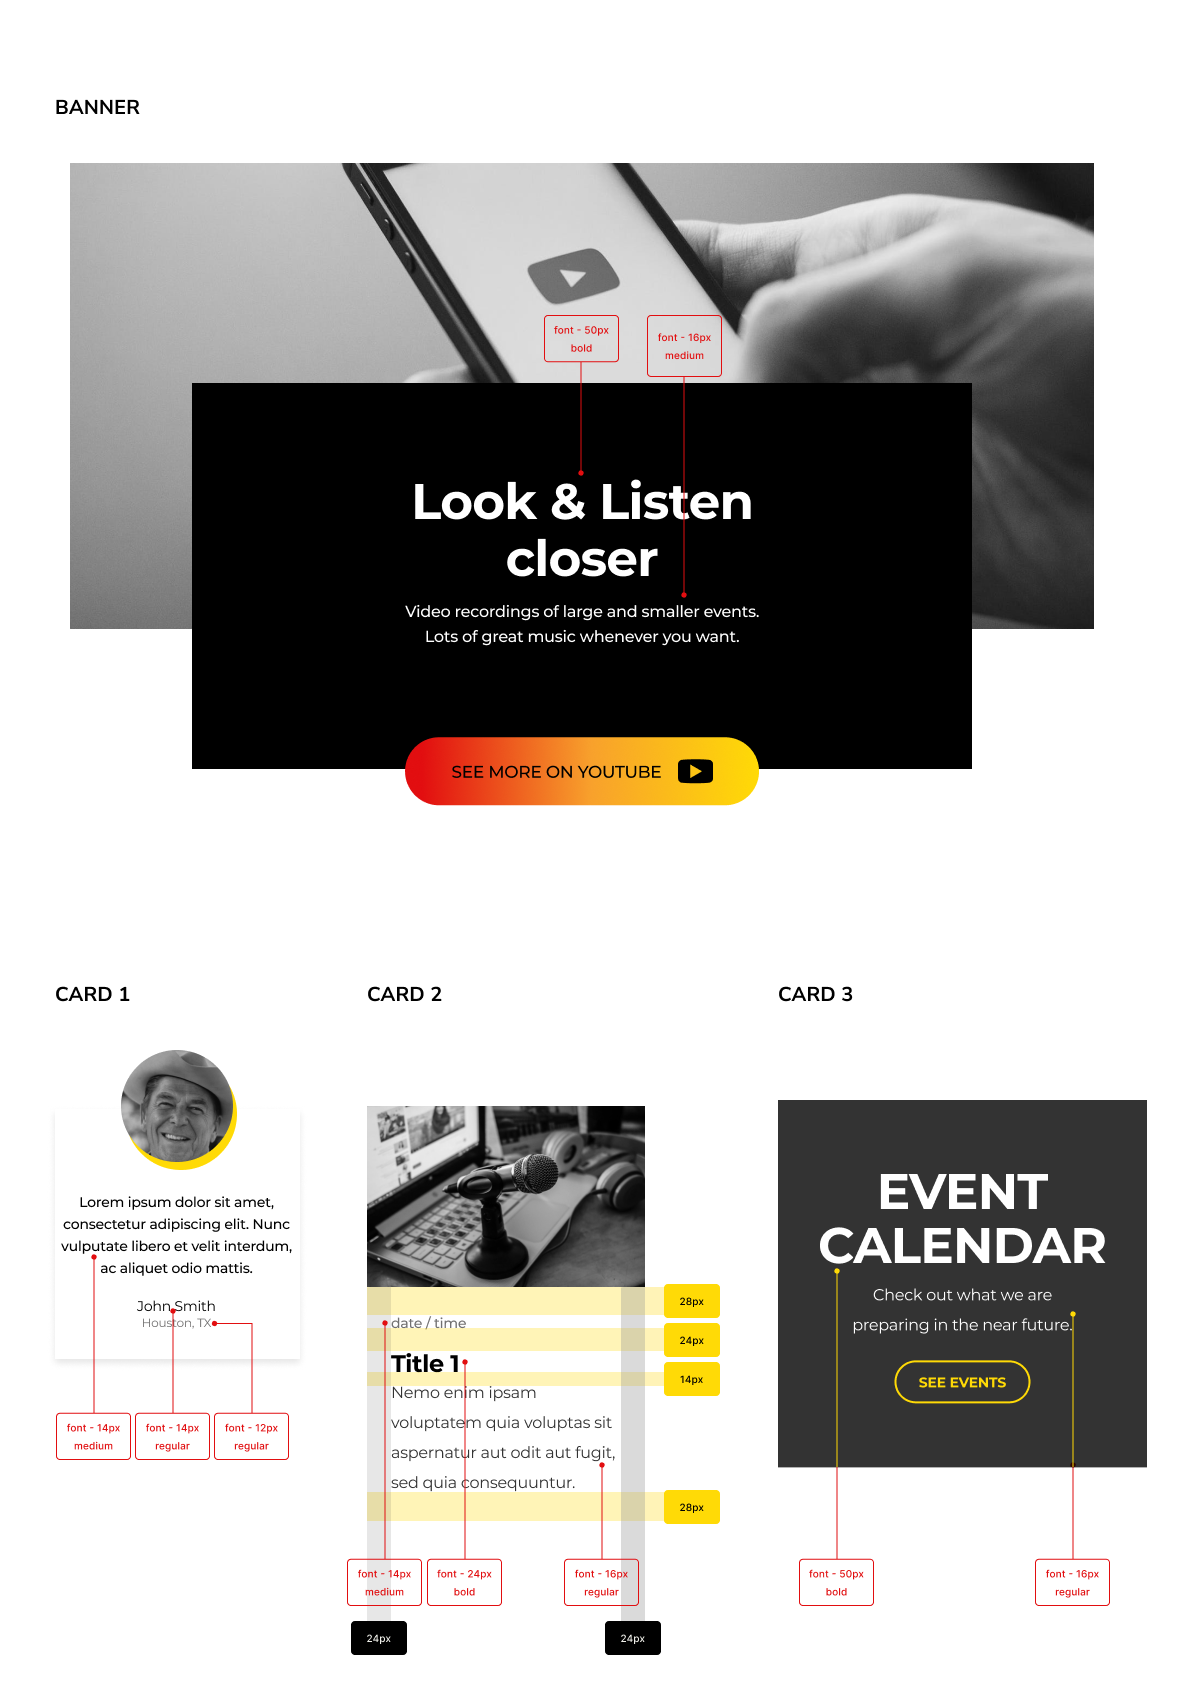 BANNER
font - 50px
bold
font - 16px
medium
Look & Listen
closer
Video recordings of large and smaller events.
Lots of great music whenever you want.
SEE MORE ON YOUTUBE
CARD 1
Lorem ipsum dolor sit amet,
consectetur adipiscing elit. Nunc
vulputate libero et velit interdum,
ac aliquet odio mattis.
John Smith
Houston, TX
font - 14px
medium
font - 14px
regular
font - 12px
regular
CARD 2
28px
date / time
24px
Title 1
14px
Nemo enim ipsam
voluptatem quia voluptas sit
aspernatur aut odit aut fugit,
sed quia consequuntur.
28px
font - 14px
medium
font - 24px
bold
font - 16px
regular
24px
24px
CARD 3
EVENT
CALENDAR
Check out what we are
preparing in the near future.
SEE EVENTS
font - 50px
bold
font - 16px
regular